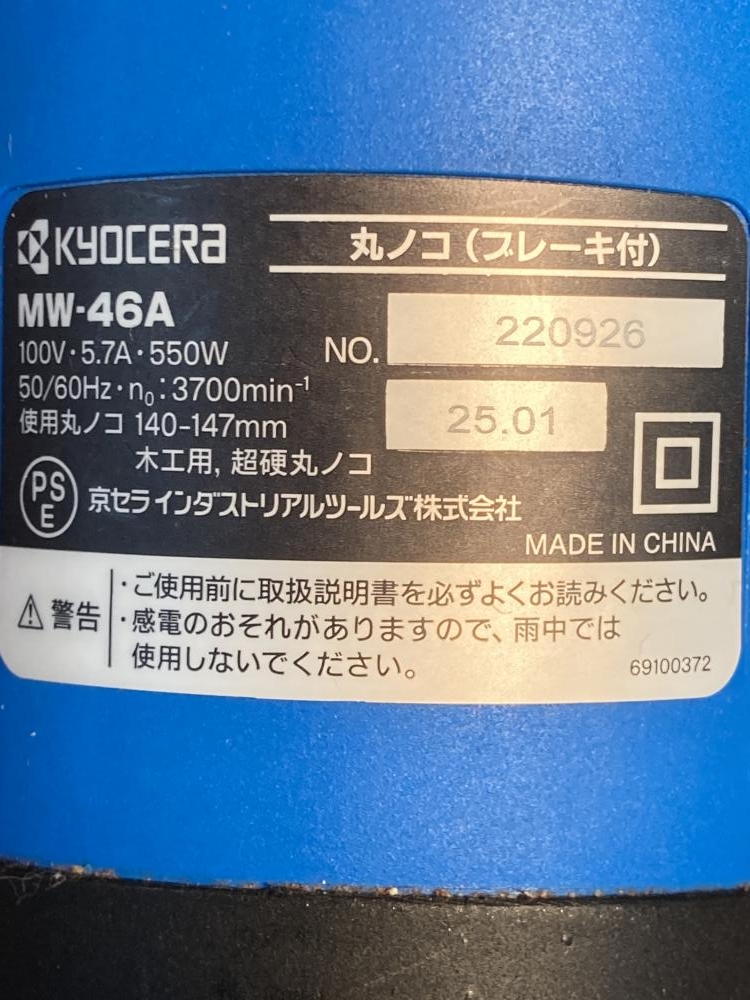 KYOCERA
丸ノコ（ブレーキ付）
MW-46A
100V・5.7A・550W
NO. 220926
50/60Hz・n₀：3700min⁻¹
25.01
使用丸ノコ 140-147mm
木工用, 超硬丸ノコ
PS
E
京セラインダストリアルツールズ株式会社
MADE IN CHINA
警告
・ご使用前に取扱説明書を必ずよくお読みください。
・感電のおそれがありますので、雨中では
使用しないでください。
69100372